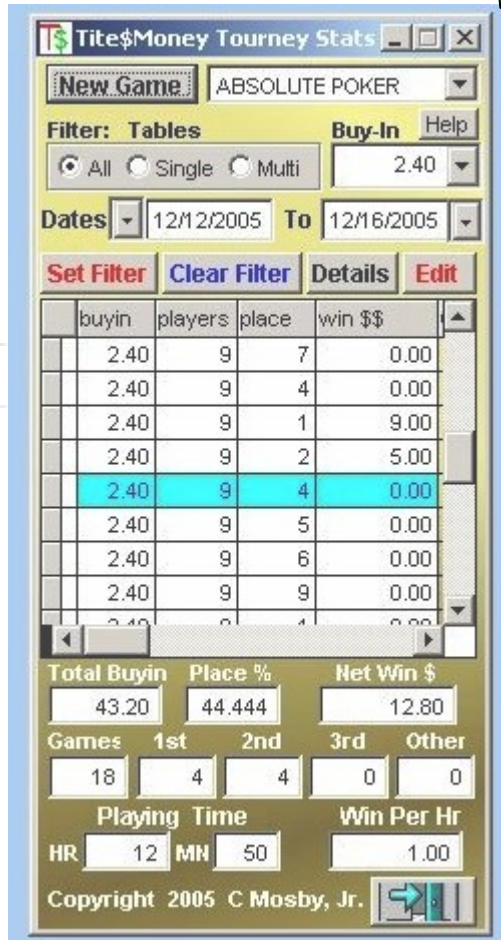 T$ Tite$Money Tourney Stats
New Game ABSOLUTE POKER
Filter: Tables Buy-In Help
All Single Multi 2.40
Dates 12/12/2005 To 12/16/2005
Set Filter Clear Filter Details Edit
buyin players place win $$
2.40 9 7 0.00
2.40 9 4 0.00
2.40 9 1 9.00
2.40 9 2 5.00
2.40 9 4 0.00
2.40 9 5 0.00
2.40 9 6 0.00
2.40 9 9 0.00
Total Buyin Place % Net Win $
43.20 44.444 12.80
Games 1st 2nd 3rd Other
18 4 4 0 0
Playing Time Win Per Hr
HR 12 MN 50 1.00
Copyright 2005 C Mosby, Jr.